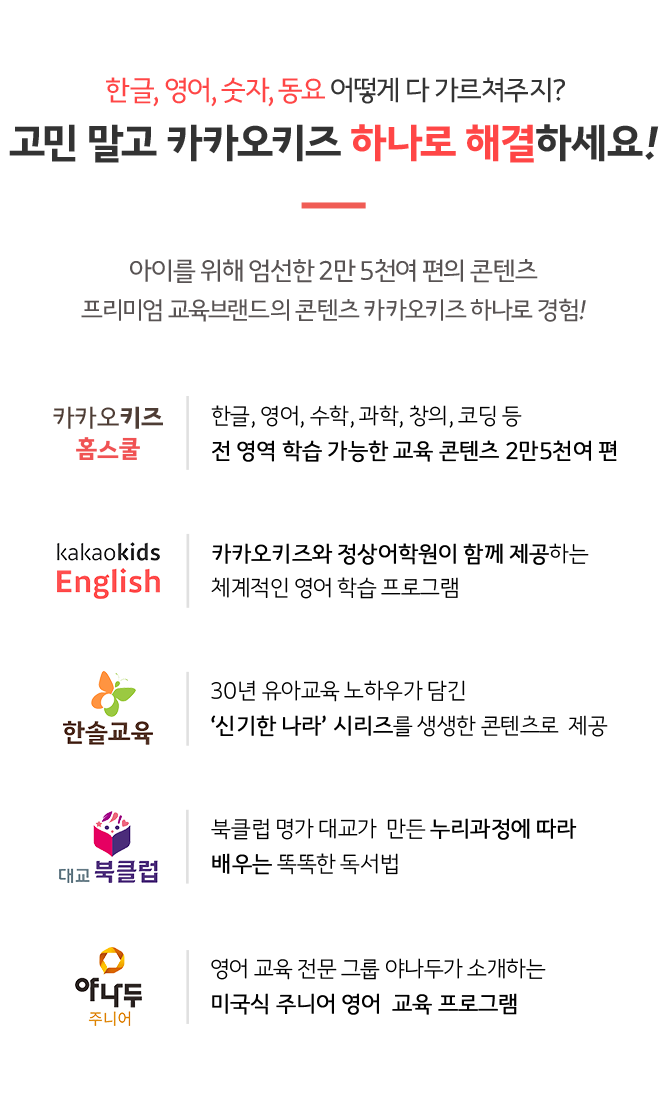 한글, 영어, 숫자, 동요 어떻게 다 가르쳐주지?
고민 말고 카카오키즈 하나로 해결하세요!
아이를 위해 엄선한 2만 5천여 편의 콘텐츠
프리미엄 교육브랜드의 콘텐츠 카카오키즈 하나로 경험!
카카오키즈
홈스쿨
한글, 영어, 수학, 과학, 창의, 코딩 등
전 영역 학습 가능한 교육 콘텐츠 2만5천여 편
kakaokids
English
카카오키즈와 정상어학원이 함께 제공하는
체계적인 영어 학습 프로그램
한솔교육
30년 유아교육 노하우가 담긴
‘신기한 나라’ 시리즈를 생생한 콘텐츠로 제공
대교 북클럽
북클럽 명가 대교가 만든 누리과정에 따라
배우는 똑똑한 독서법
야나두
주니어
영어 교육 전문 그룹 야나두가 소개하는
미국식 주니어 영어 교육 프로그램